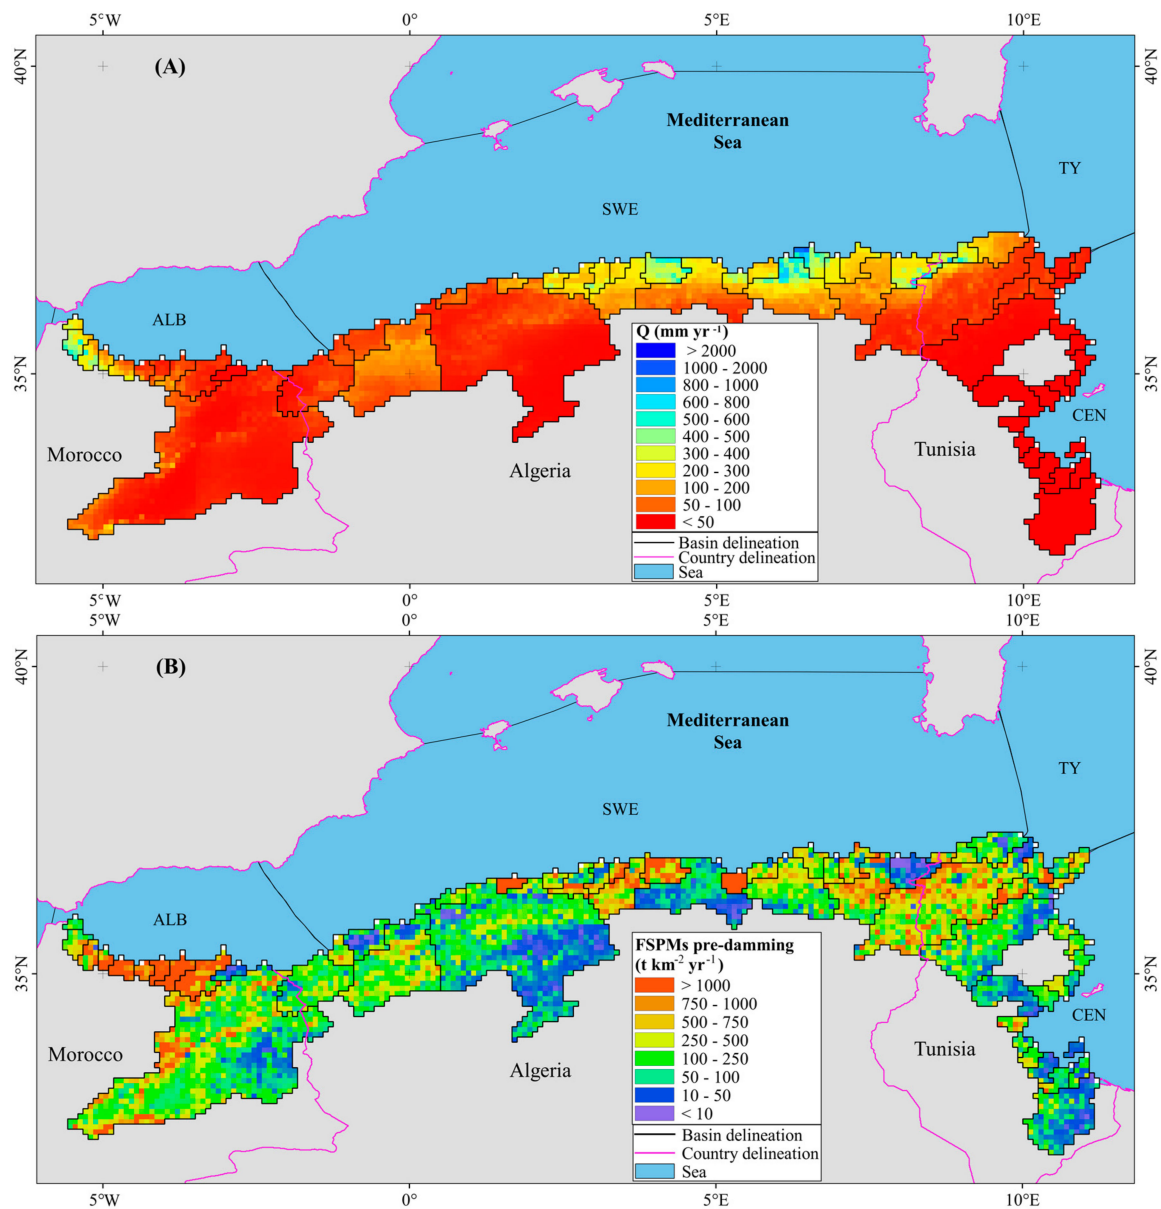 5°W 0° 5°E 10°E
40°N 40°N
(A)
Mediterranean
Sea
TY
SWE
ALB
35°N 35°N
Q (mm yr -1)
> 2000
1000 - 2000
800 - 1000
600 - 800
500 - 600
400 - 500
300 - 400
200 - 300
100 - 200
50 - 100
< 50
Basin delineation
Country delineation
Sea
CEN
Morocco
Algeria
Tunisia
5°W 0° 5°E 10°E
5°W 0° 5°E 10°E
40°N 40°N
(B)
Mediterranean
Sea
TY
SWE
ALB
35°N 35°N
FSPMs pre-damming
(t km-2 yr-1)
> 1000
750 - 1000
500 - 750
250 - 500
100 - 250
50 - 100
10 - 50
< 10
Basin delineation
Country delineation
Sea
CEN
Morocco
Algeria
Tunisia
5°W 0° 5°E 10°E